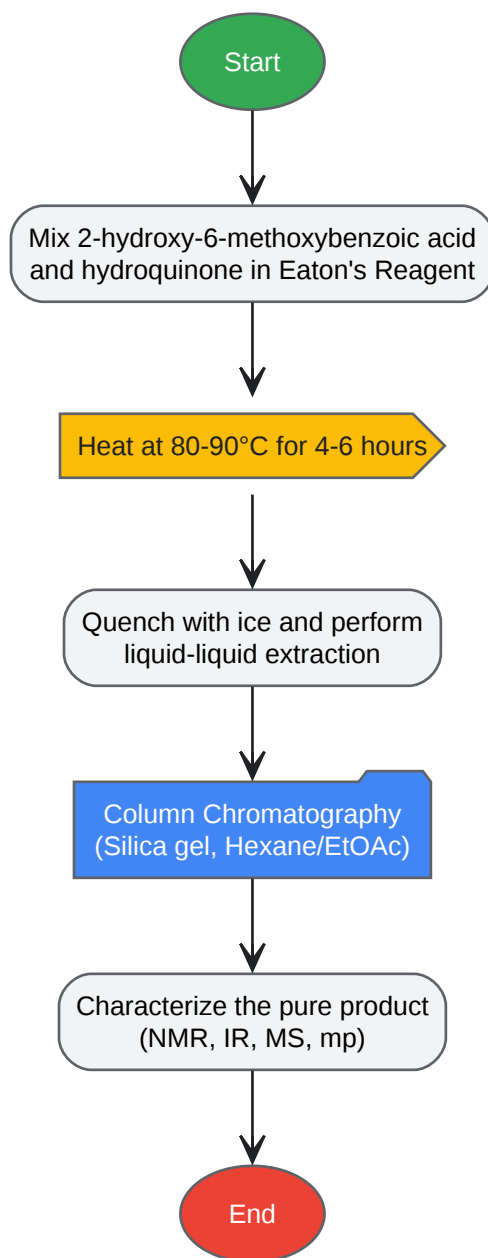 Start
Mix 2-hydroxy-6-methoxybenzoic acid
and hydroquinone in Eaton's Reagent
Heat at 80-90°C for 4-6 hours
Quench with ice and perform
liquid-liquid extraction
Column Chromatography
(Silica gel, Hexane/EtOAc)
Characterize the pure product
(NMR, IR, MS, mp)
End